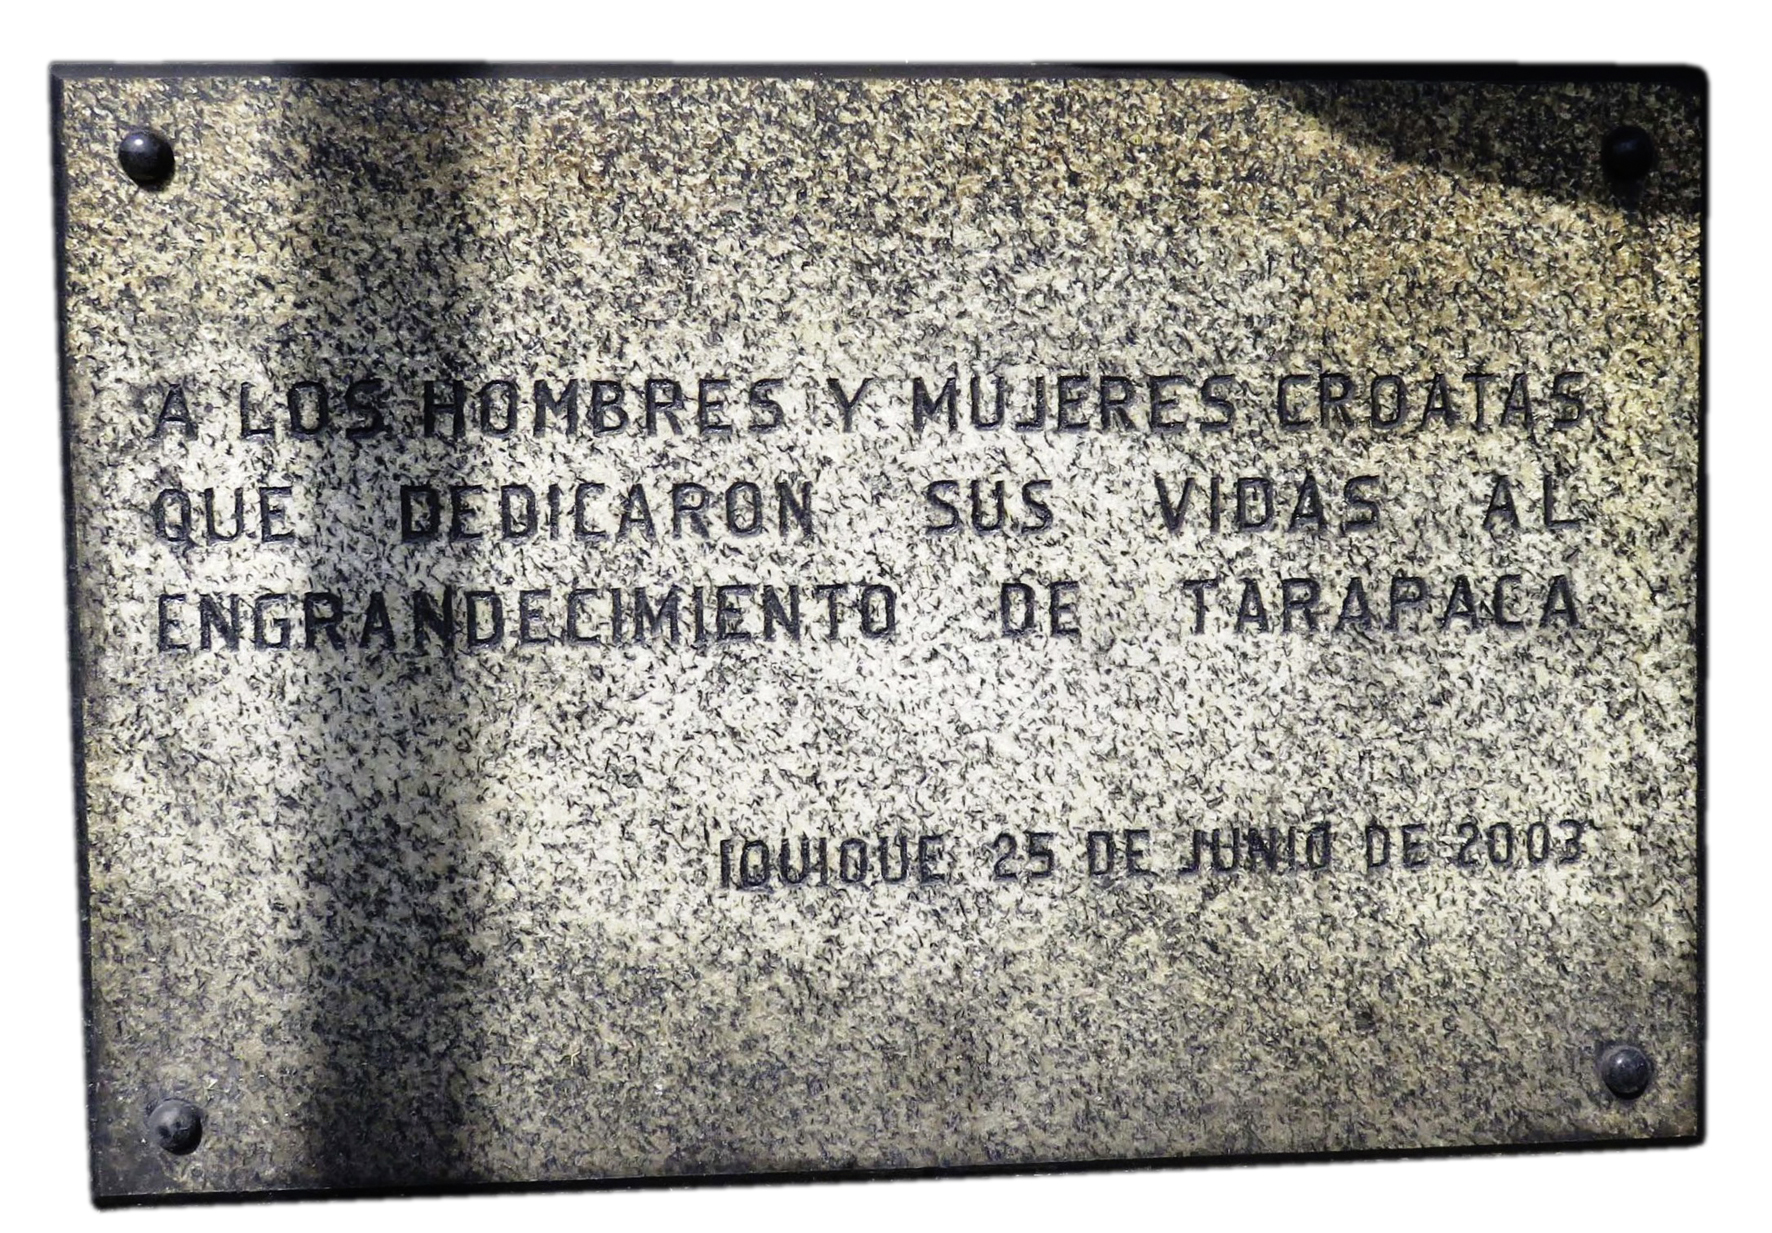 A LOS HOMBRES Y MUJERES CROATAS
QUE DEDICARON SUS VIDAS AL
ENGRANDECIMIENTO DE TARAPACA
IQUIQUE, 25 DE JUNIO DE 2003